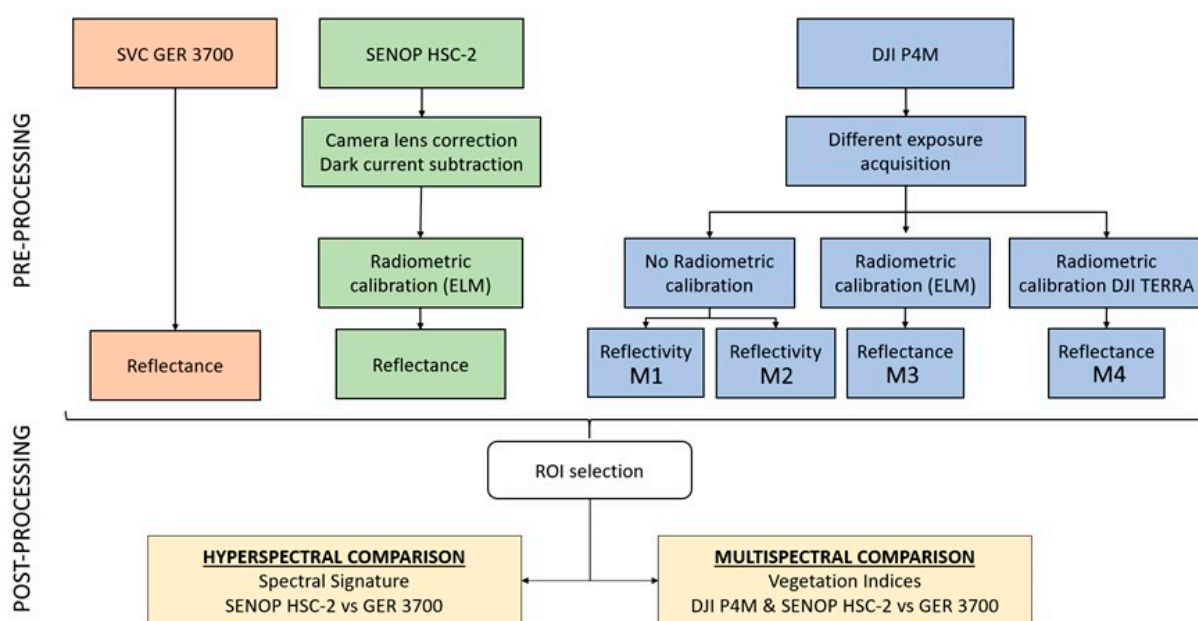 PRE-PROCESSING
SVC GER 3700
SENOP HSC-2
DJI P4M
Camera lens correction
Dark current subtraction
Different exposure
acquisition
Radiometric
calibration (ELM)
No Radiometric
calibration
Radiometric
calibration (ELM)
Radiometric
calibration DJI TERRA
Reflectance
Reflectance
Reflectivity
M1
Reflectivity
M2
Reflectance
M3
Reflectance
M4
POST-PROCESSING
ROI selection
HYPERSPECTRAL COMPARISON
Spectral Signature
SENOP HSC-2 vs GER 3700
MULTISPECTRAL COMPARISON
Vegetation Indices
DJI P4M & SENOP HSC-2 vs GER 3700